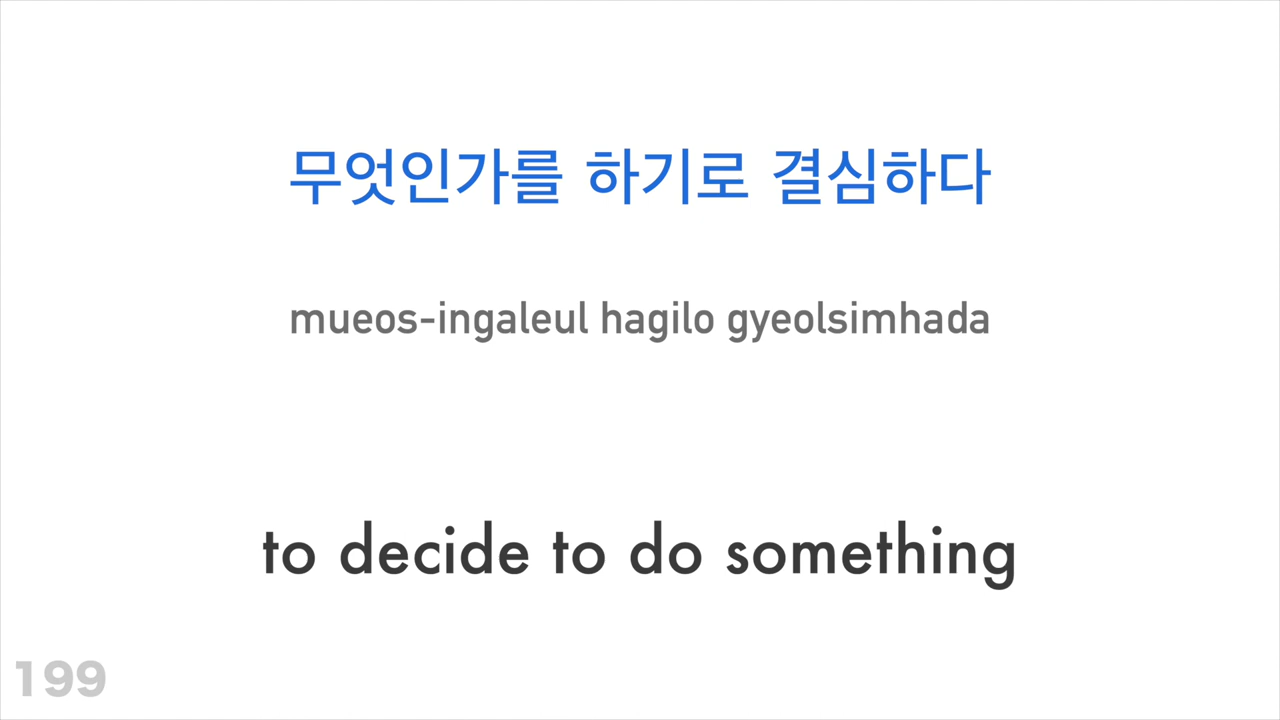 무엇인가를 하기로 결심하다
mueos-ingaleul hagilo gyeolsimhada
to decide to do something
199